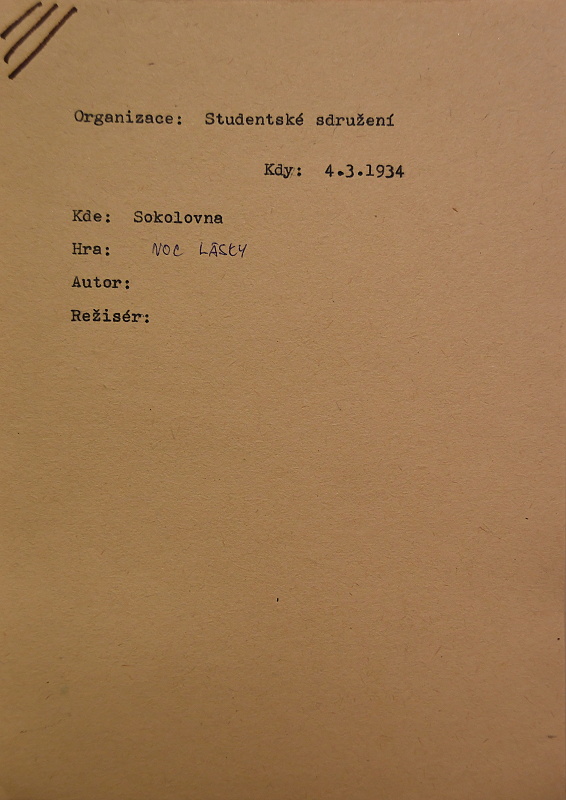 Organizace: Studentské sdružení
Kdy: 4.3.1934
Kde: Sokolovna
Hra: NOC LÁSKY
Autor:
Režisér: